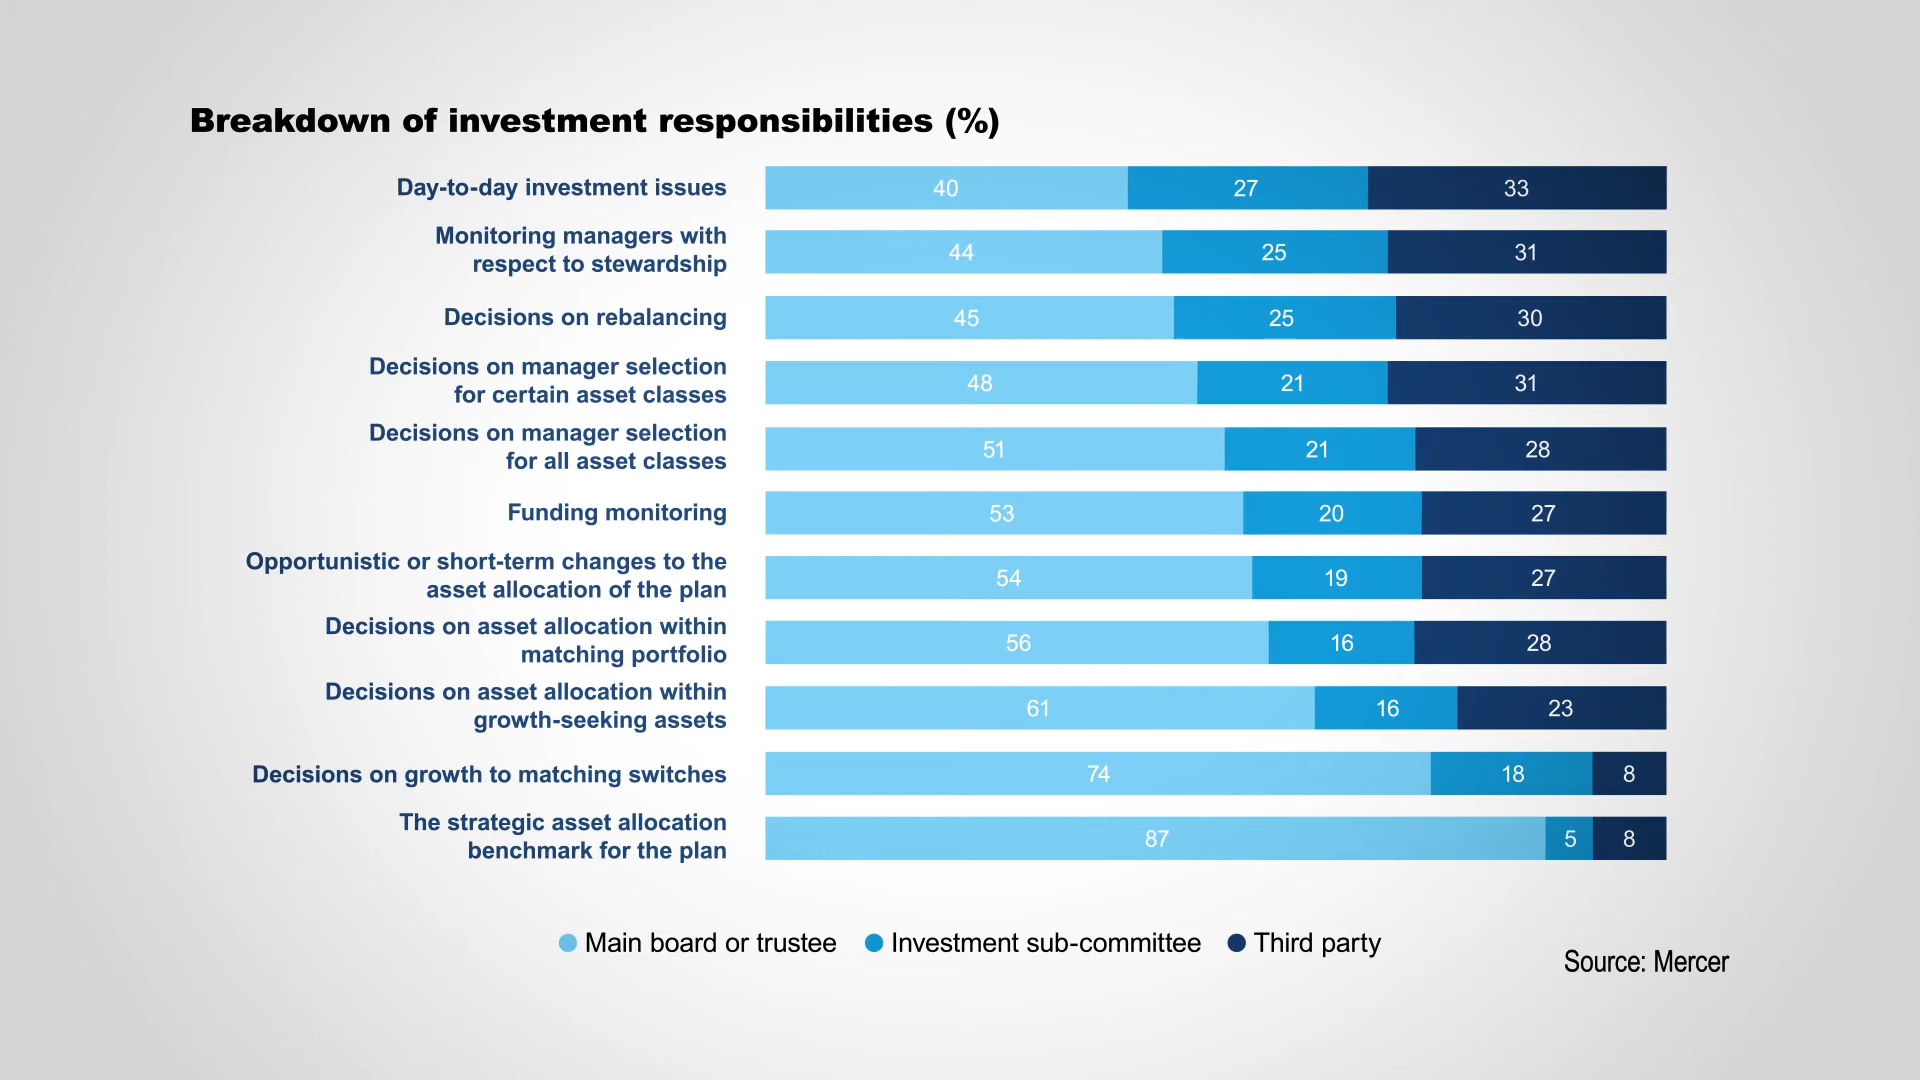 Breakdown of investment responsibilities (%)
Day-to-day investment issues
40 27 33
Monitoring managers with
respect to stewardship
44 25 31
Decisions on rebalancing
45 25 30
Decisions on manager selection
for certain asset classes
48 21 31
Decisions on manager selection
for all asset classes
51 21 28
Funding monitoring
53 20 27
Opportunistic or short-term changes to the
asset allocation of the plan
54 19 27
Decisions on asset allocation within
matching portfolio
56 16 28
Decisions on asset allocation within
growth-seeking assets
61 16 23
Decisions on growth to matching switches
74 18 8
The strategic asset allocation
benchmark for the plan
87 5 8
Main board or trustee Investment sub-committee Third party
Source: Mercer